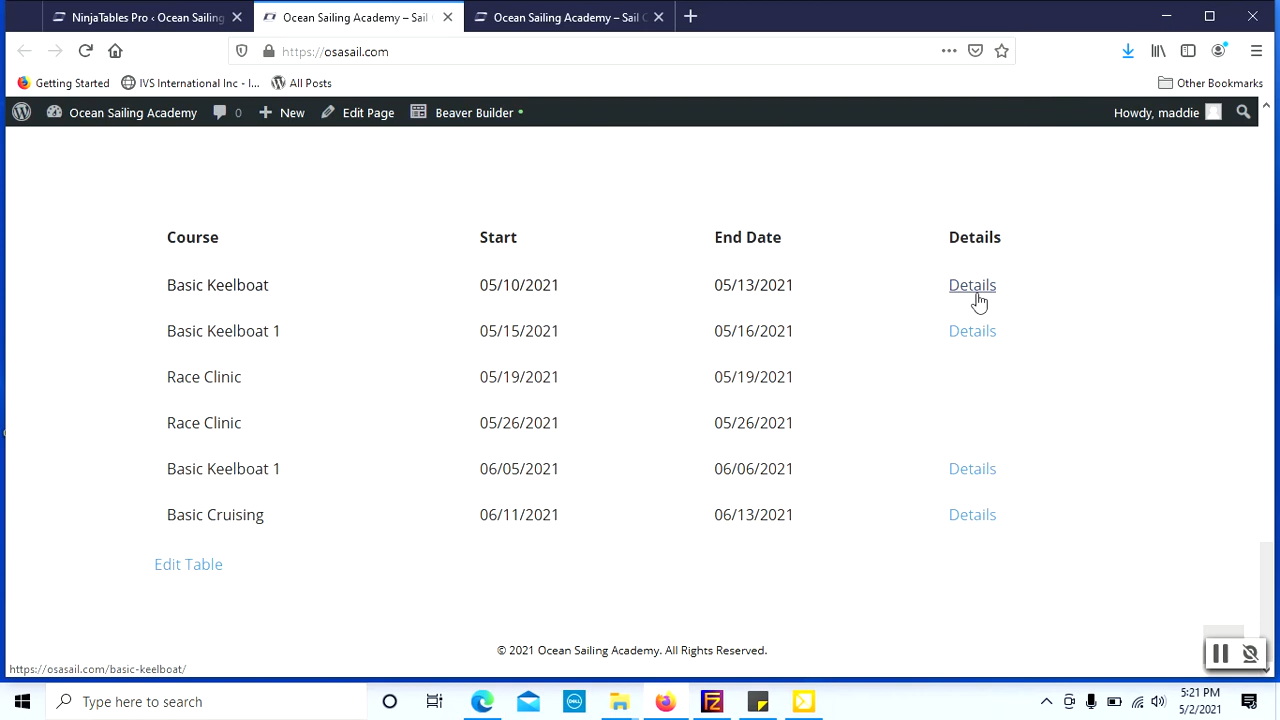 NinjaTables Pro ‹ Ocean Sailing
Ocean Sailing Academy – Sail
Ocean Sailing Academy – Sail
https://osasail.com
Getting Started
IVS International Inc - I...
All Posts
Other Bookmarks
Ocean Sailing Academy
0
New
Edit Page
Beaver Builder
Howdy, maddie
Course Start End Date Details
Basic Keelboat 05/10/2021 05/13/2021 Details
Basic Keelboat 1 05/15/2021 05/16/2021 Details
Race Clinic 05/19/2021 05/19/2021
Race Clinic 05/26/2021 05/26/2021
Basic Keelboat 1 06/05/2021 06/06/2021 Details
Basic Cruising 06/11/2021 06/13/2021 Details
Edit Table
© 2021 Ocean Sailing Academy. All Rights Reserved.
https://osasail.com/basic-keelboat/
Type here to search
DELL
FZ
5:21 PM
5/2/2021